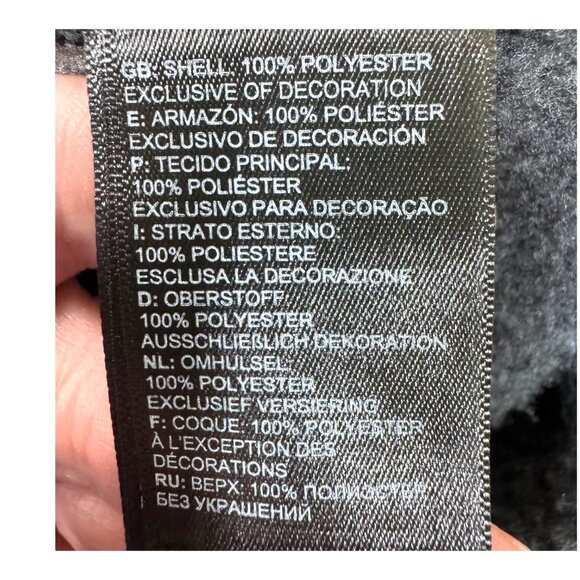 GB: SHELL: 100% POLYESTER
EXCLUSIVE OF DECORATION
E: ARMAZÓN: 100% POLIÉSTER
EXCLUSIVO DE DECORACIÓN
P: TECIDO PRINCIPAL:
100% POLIÉSTER
EXCLUSIVO PARA DECORAÇÃO
I: STRATO ESTERNO:
100% POLIESTERE
ESCLUSA LA DECORAZIONE
D: OBERSTOFF:
100% POLYESTER
AUSSCHLIEßLICH DEKORATION
NL: OMHULSEL:
100% POLYESTER
EXCLUSIEF VERSIERING
F: COQUE: 100% POLYESTER
À L'EXCEPTION DES
DÉCORATIONS
RU: ВЕРХ: 100% ПОЛИЭСТЕР
БЕЗ УКРАШЕНИЙ